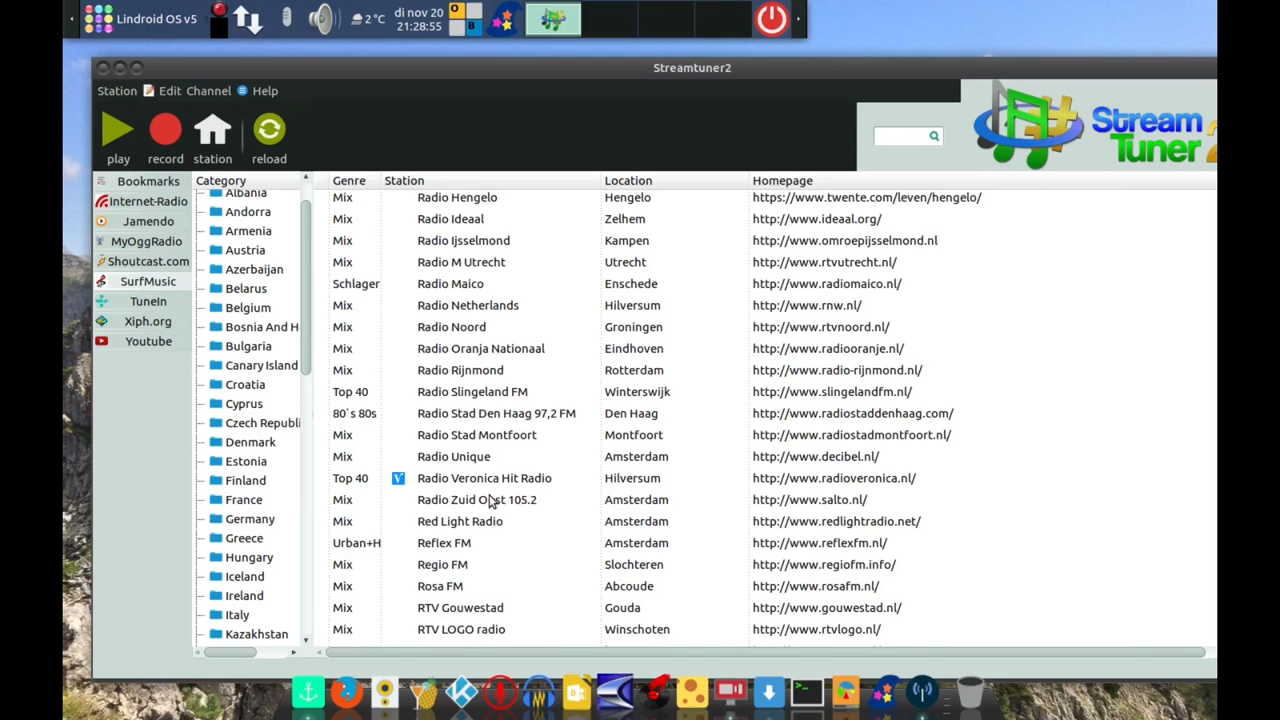 Lindroid OS v5
2 °C
di nov 20
21:28:55
O
B
Streamtuner2
Station Edit Channel Help
Stream
Tuner
play record station reload
Bookmarks
Internet-Radio
Jamendo
MyOggRadio
Shoutcast.com
SurfMusic
TuneIn
Xiph.org
Youtube
Category
Albania
Andorra
Armenia
Austria
Azerbaijan
Belarus
Belgium
Bosnia And H
Bulgaria
Canary Island
Croatia
Cyprus
Czech Republi
Denmark
Estonia
Finland
France
Germany
Greece
Hungary
Iceland
Ireland
Italy
Kazakhstan
Genre Station Location Homepage
Mix Radio Hengelo Hengelo https://www.twente.com/leven/hengelo/
Mix Radio Ideaal Zelhem http://www.ideaal.org/
Mix Radio Ijsselmond Kampen http://www.omroepijsselmond.nl
Mix Radio M Utrecht Utrecht http://www.rtvutrecht.nl/
Schlager Radio Maico Enschede http://www.radiomaico.nl/
Mix Radio Netherlands Hilversum http://www.rnw.nl/
Mix Radio Noord Groningen http://www.rtvnoord.nl/
Mix Radio Oranja Nationaal Eindhoven http://www.radiooranje.nl/
Mix Radio Rijnmond Rotterdam http://www.radio-rijnmond.nl/
Top 40 Radio Slingeland FM Winterswijk http://www.slingelandfm.nl/
80`s 80s Radio Stad Den Haag 97,2 FM Den Haag http://www.radiostaddenhaag.com/
Mix Radio Stad Montfoort Montfoort http://www.radiostadmontfoort.nl/
Mix Radio Unique Amsterdam http://www.decibel.nl/
Top 40 V Radio Veronica Hit Radio Hilversum http://www.radioveronica.nl/
Mix Radio Zuid Oost 105.2 Amsterdam http://www.salto.nl/
Mix Red Light Radio Amsterdam http://www.redlightradio.net/
Urban+H Reflex FM Amsterdam http://www.reflexfm.nl/
Mix Regio FM Slochteren http://www.regiofm.info/
Mix Rosa FM Abcoude http://www.rosafm.nl/
Mix RTV Gouwestad Gouda http://www.gouwestad.nl/
Mix RTV LOGO radio Winschoten http://www.rtvlogo.nl/